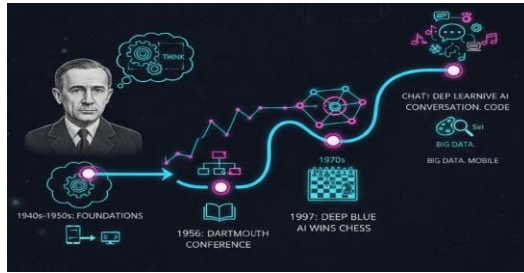 THINK
1940s-1950s: FOUNDATIONS
1956: DARTMOUTH
CONFERENCE
1970s
1997: DEEP BLUE
AI WINS CHESS
CHAT: DEP LEARNIVE AI
CONVERSATION. CODE
Siri
BIG DATA.
BIG DATA. MOBILE